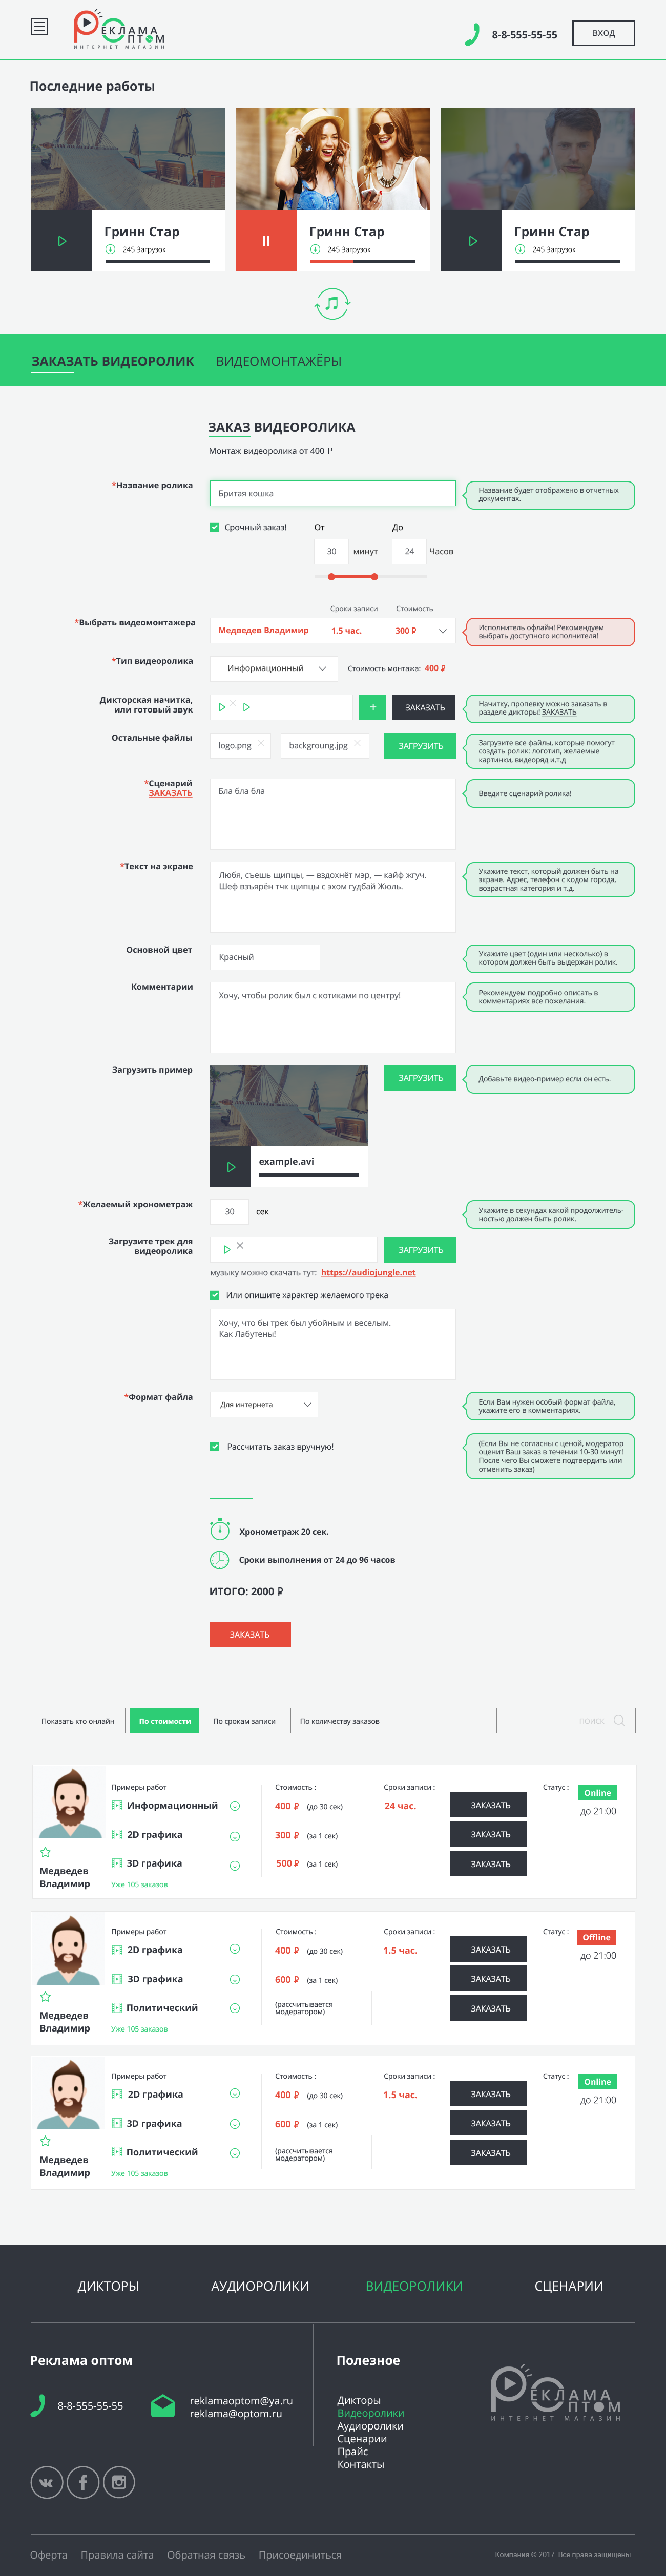 РЕКЛАМА
ОПТОМ
ИНТЕРНЕТ МАГАЗИН
8-8-555-55-55
ВХОД
Последние работы
Гринн Стар
245 Загрузок
Гринн Стар
245 Загрузок
Гринн Стар
245 Загрузок
ЗАКАЗАТЬ ВИДЕОРОЛИК
ВИДЕОМОНТАЖЁРЫ
ЗАКАЗ ВИДЕОРОЛИКА
Монтаж видеоролика от 400 ₽
*Название ролика
Бритая кошка
Название будет отображено в отчетных
документах.
Срочный заказ!
От
До
30 минут
24 Часов
Сроки записи
Стоимость
*Выбрать видеомонтажера
Медведев Владимир 1.5 час. 300 ₽
Исполнитель офлайн! Рекомендуем
выбрать доступного исполнителя!
*Тип видеоролика
Информационный
Стоимость монтажа: 400 ₽
Дикторская начитка,
или готовый звук
+
ЗАКАЗАТЬ
Начитку, пропевку можно заказать в
разделе дикторы! ЗАКАЗАТЬ
Остальные файлы
logo.png
backgroung.jpg
ЗАГРУЗИТЬ
Загрузите все файлы, которые помогут
создать ролик: логотип, желаемые
картинки, видеоряд и.т.д
*Сценарий
ЗАКАЗАТЬ
Бла бла бла
Введите сценарий ролика!
*Текст на экране
Любя, съешь щипцы, — вздохнёт мэр, — кайф жгуч.
Шеф взъярён тчк щипцы с эхом гудбай Жюль.
Укажите текст, который должен быть на
экране. Адрес, телефон с кодом города,
возрастная категория и т.д.
Основной цвет
Красный
Укажите цвет (один или несколько) в
котором должен быть выдержан ролик.
Комментарии
Хочу, чтобы ролик был с котиками по центру!
Рекомендуем подробно описать в
комментариях все пожелания.
Загрузить пример
example.avi
ЗАГРУЗИТЬ
Добавьте видео-пример если он есть.
*Желаемый хронометраж
30 сек
Укажите в секундах какой продолжитель-
ностью должен быть ролик.
Загрузите трек для
видеоролика
ЗАГРУЗИТЬ
музыку можно скачать тут: https://audiojungle.net
Или опишите характер желаемого трека
Хочу, что бы трек был убойным и веселым.
Как Лабутены!
*Формат файла
Для интернета
Если Вам нужен особый формат файла,
укажите его в комментариях.
Рассчитать заказ вручную!
(Если Вы не согласны с ценой, модератор
оценит Ваш заказ в течении 10-30 минут!
После чего Вы сможете подтвердить или
отменить заказ)
Хронометраж 20 сек.
Сроки выполнения от 24 до 96 часов
ИТОГО: 2000 ₽
ЗАКАЗАТЬ
Показать кто онлайн
По стоимости
По срокам записи
По количеству заказов
ПОИСК
Примеры работ
Стоимость :
Сроки записи :
Статус :
Online
до 21:00
Информационный 400 ₽ (до 30 сек) 24 час. ЗАКАЗАТЬ
2D графика 300 ₽ (за 1 сек) ЗАКАЗАТЬ
3D графика 500 ₽ (за 1 сек) ЗАКАЗАТЬ
Медведев
Владимир
Уже 105 заказов
Примеры работ
Стоимость :
Сроки записи :
Статус :
Offline
до 21:00
2D графика 400 ₽ (до 30 сек) 1.5 час. ЗАКАЗАТЬ
3D графика 600 ₽ (за 1 сек) ЗАКАЗАТЬ
Политический (рассчитывается
модератором) ЗАКАЗАТЬ
Медведев
Владимир
Уже 105 заказов
Примеры работ
Стоимость :
Сроки записи :
Статус :
Online
до 21:00
2D графика 400 ₽ (до 30 сек) 1.5 час. ЗАКАЗАТЬ
3D графика 600 ₽ (за 1 сек) ЗАКАЗАТЬ
Политический (рассчитывается
модератором) ЗАКАЗАТЬ
Медведев
Владимир
Уже 105 заказов
ДИКТОРЫ
АУДИОРОЛИКИ
ВИДЕОРОЛИКИ
СЦЕНАРИИ
Реклама оптом
8-8-555-55-55
reklamaoptom@ya.ru
reklama@optom.ru
Полезное
Дикторы
Видеоролики
Аудиоролики
Сценарии
Прайс
Контакты
РЕКЛАМА
ОПТОМ
ИНТЕРНЕТ МАГАЗИН
Оферта
Правила сайта
Обратная связь
Присоединиться
Компания © 2017 Все права защищены.